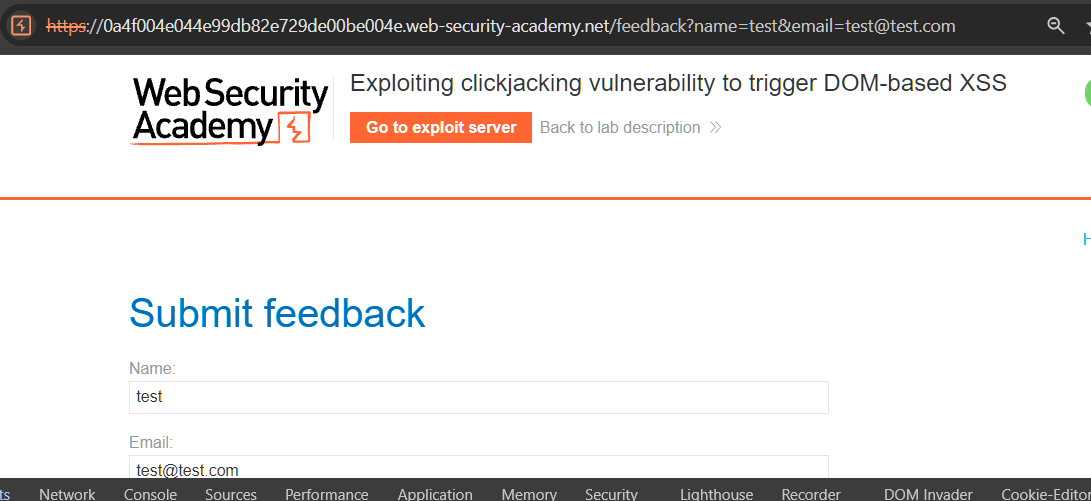 https://0a4f004e044e99db82e729de00be004e.web-security-academy.net/feedback?name=test&email=test@test.com
Web Security
Academy
Exploiting clickjacking vulnerability to trigger DOM-based XSS
Go to exploit server Back to lab description
H
Submit feedback
Name:
test
Email:
test@test.com
ts Network Console Sources Performance Application Memory Security Lighthouse Recorder DOM Invader Cookie-Edito